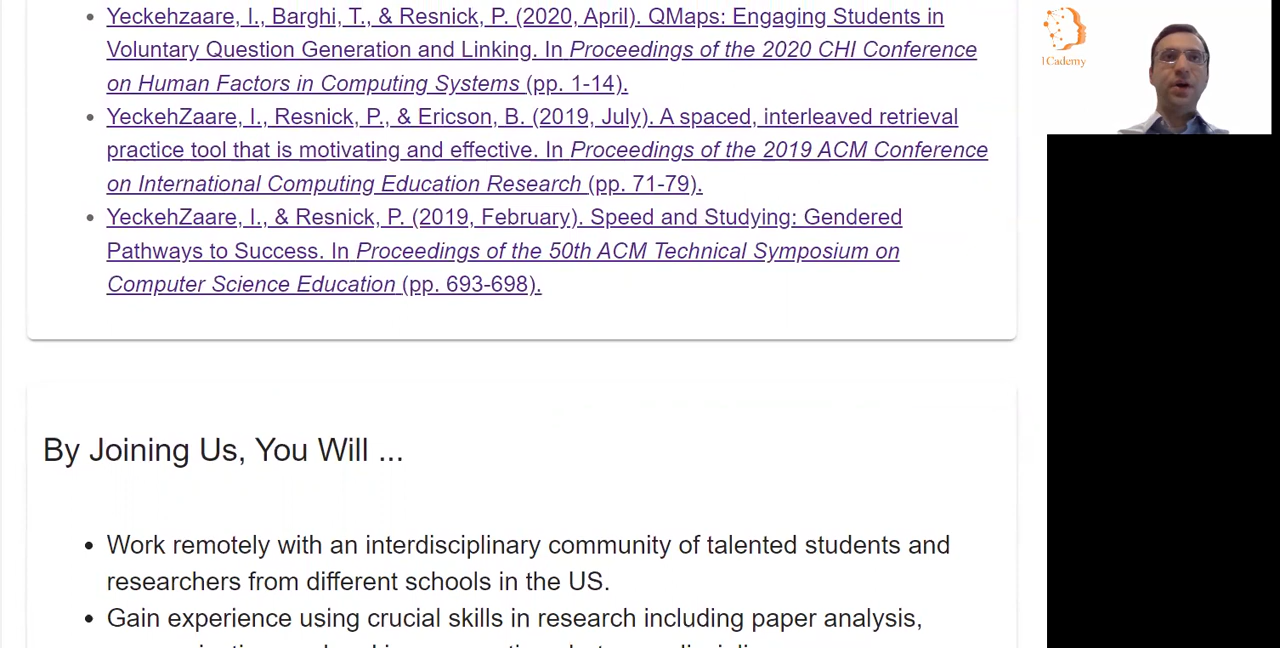 Yeckehzaare, I., Barghi, T., & Resnick, P. (2020, April). QMaps: Engaging Students in
Voluntary Question Generation and Linking. In Proceedings of the 2020 CHI Conference
on Human Factors in Computing Systems (pp. 1-14).
YeckehZaare, I., Resnick, P., & Ericson, B. (2019, July). A spaced, interleaved retrieval
practice tool that is motivating and effective. In Proceedings of the 2019 ACM Conference
on International Computing Education Research (pp. 71-79).
YeckehZaare, I., & Resnick, P. (2019, February). Speed and Studying: Gendered
Pathways to Success. In Proceedings of the 50th ACM Technical Symposium on
Computer Science Education (pp. 693-698).
By Joining Us, You Will ...
Work remotely with an interdisciplinary community of talented students and
researchers from different schools in the US.
Gain experience using crucial skills in research including paper analysis,
1Cademy